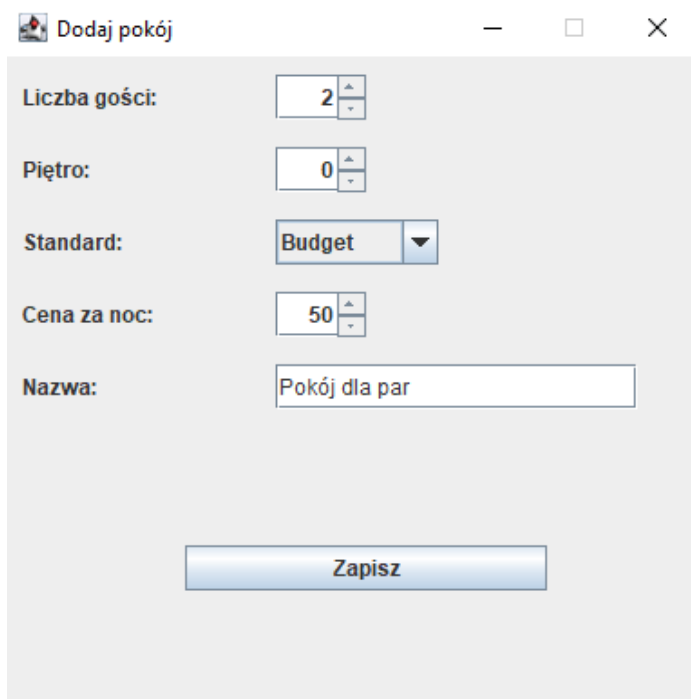 Dodaj pokój
Liczba gości: 2
Piętro: 0
Standard: Budget
Cena za noc: 50
Nazwa: Pokój dla par
Zapisz